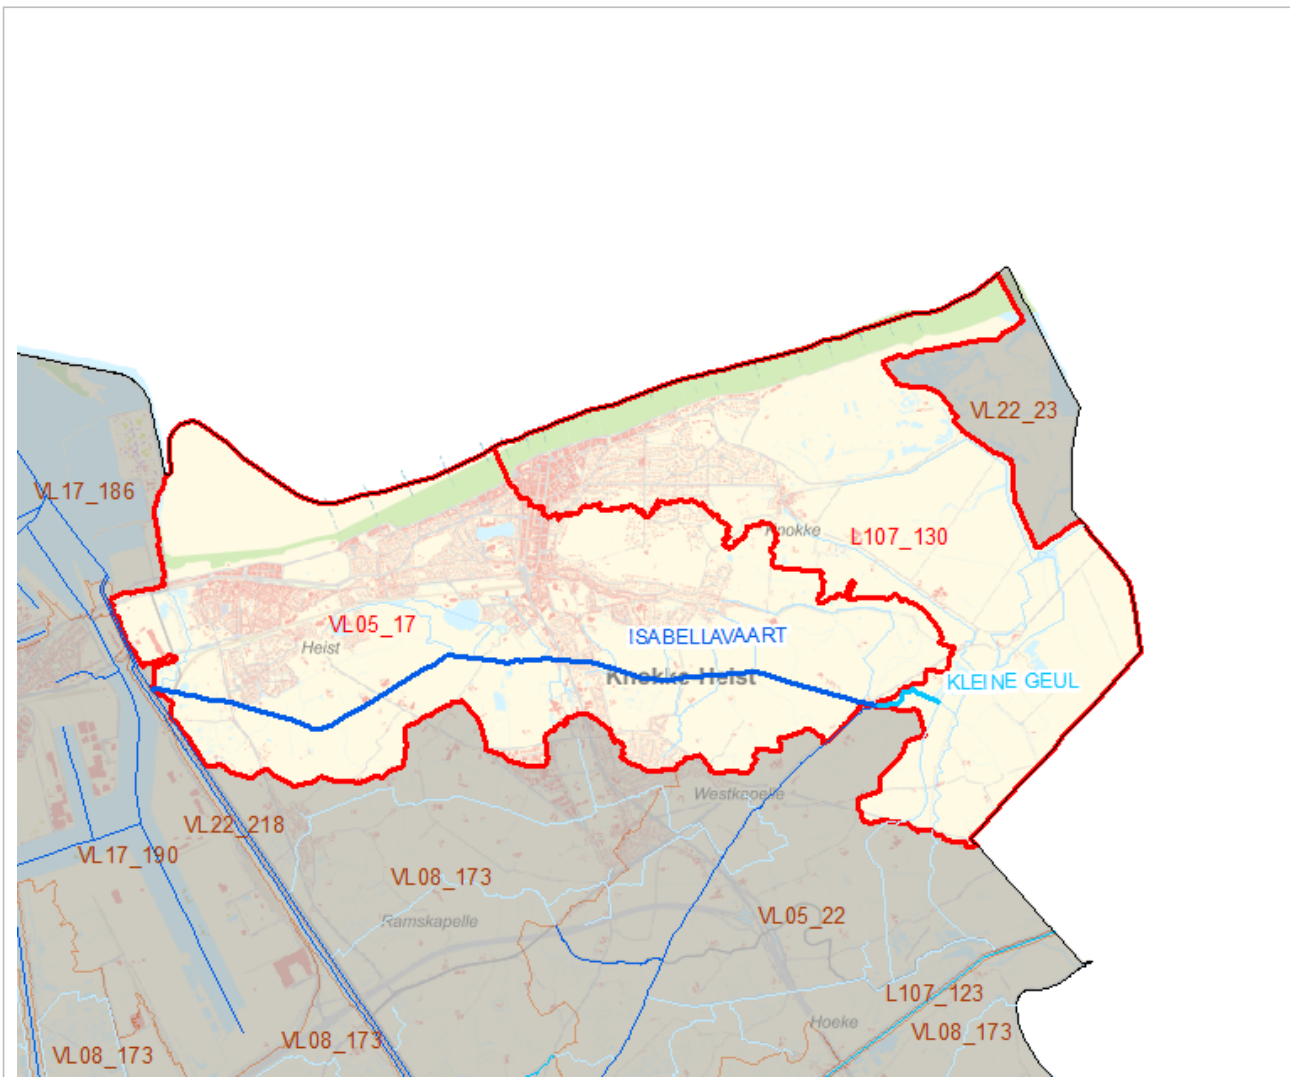 VL22_23
VL17_186
Knokke
L107_130
VL05_17
ISABELLAVAART
Heist
Knokke-Heist
KLEINE GEUL
Westkapelle
VL22_218
VL17_190
VL08_173
VL05_22
Ramskapelle
L107_123
Hoeke
VL08_173
VL08_173
VL08_173